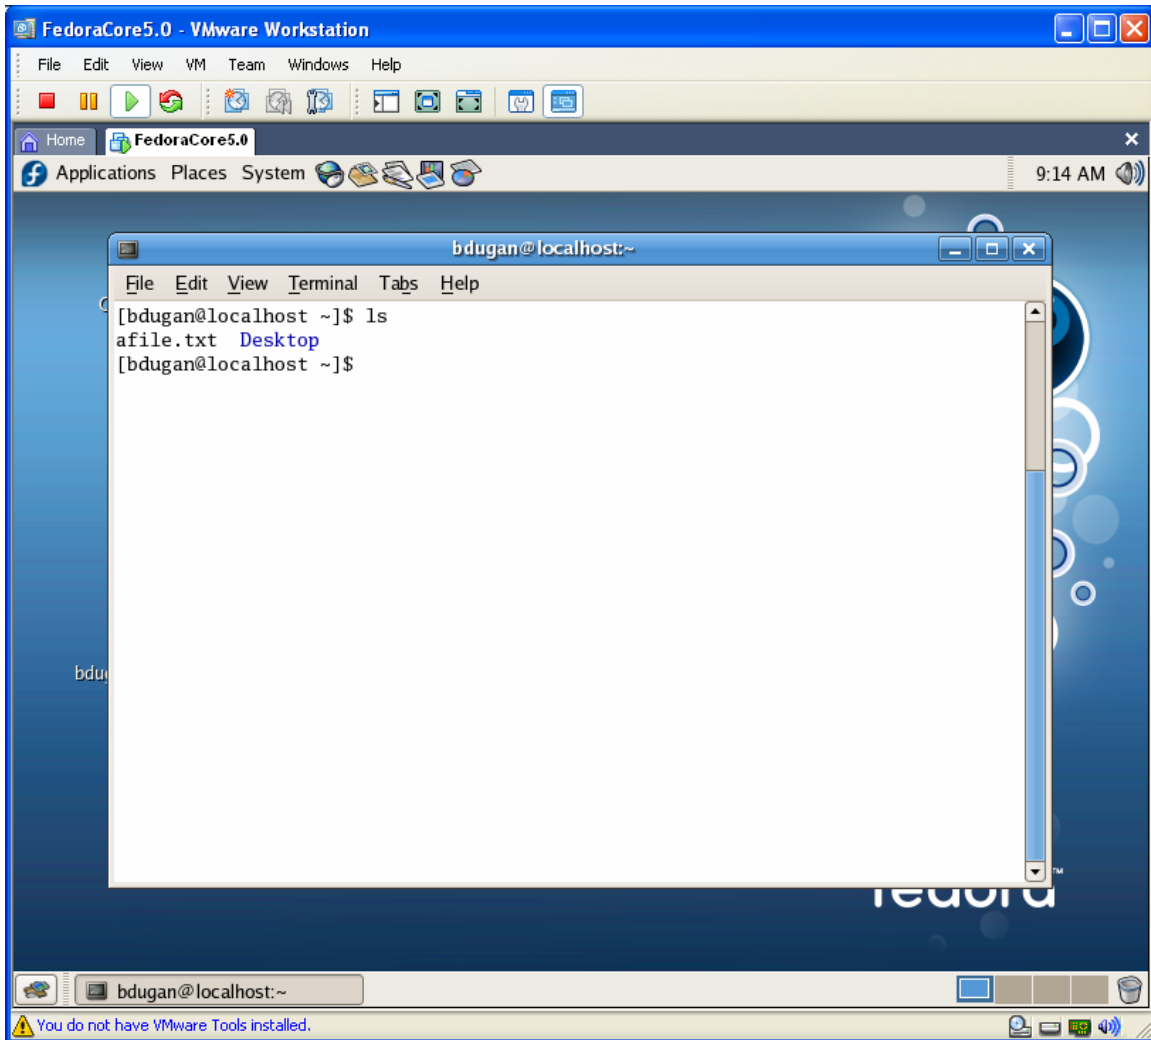 FedoraCore5.0 - VMware Workstation
File Edit View VM Team Windows Help
Home FedoraCore5.0
Applications Places System 9:14 AM
bdugan@localhost:~
File Edit View Terminal Tabs Help
[bdugan@localhost ~]$ ls
afile.txt Desktop
[bdugan@localhost ~]$
fedora™
bdugan@localhost:~
You do not have VMware Tools installed.